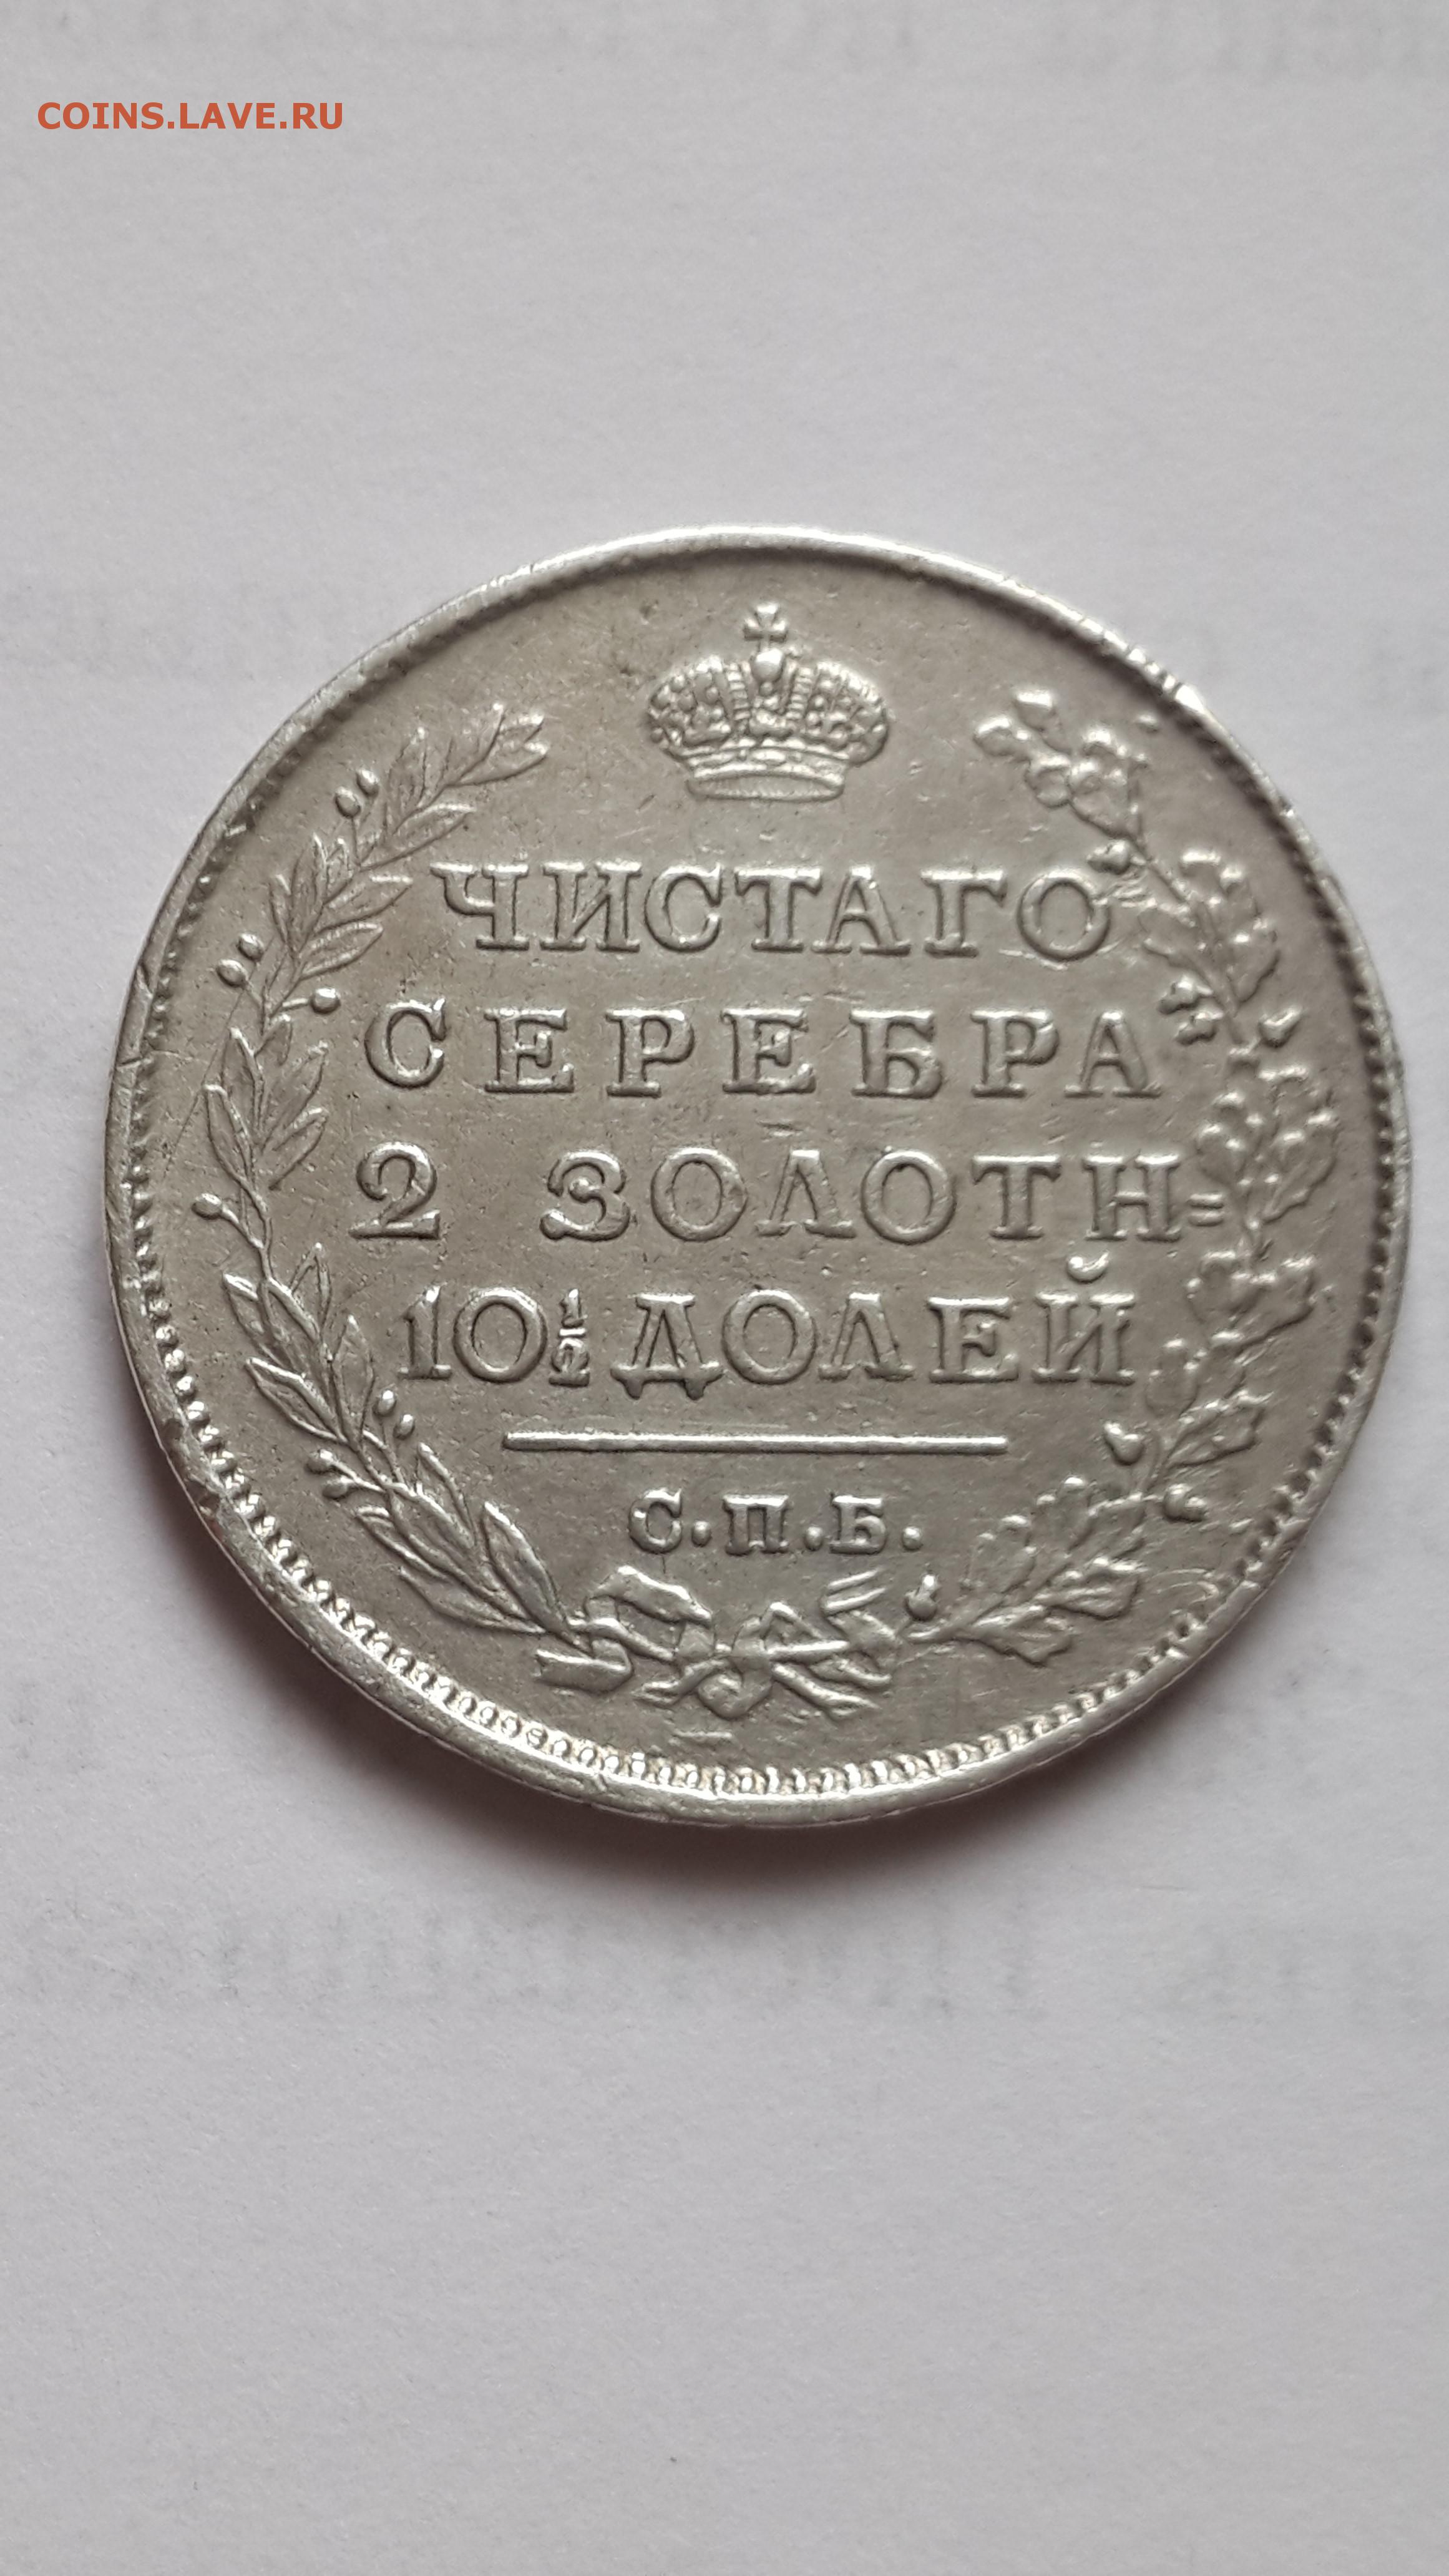 COINS.LAVE.RU
ЧИСТАГО
СЕРЕБРА
2 ЗОЛОТН=
10½ ДОЛЕЙ
С.П.Б.